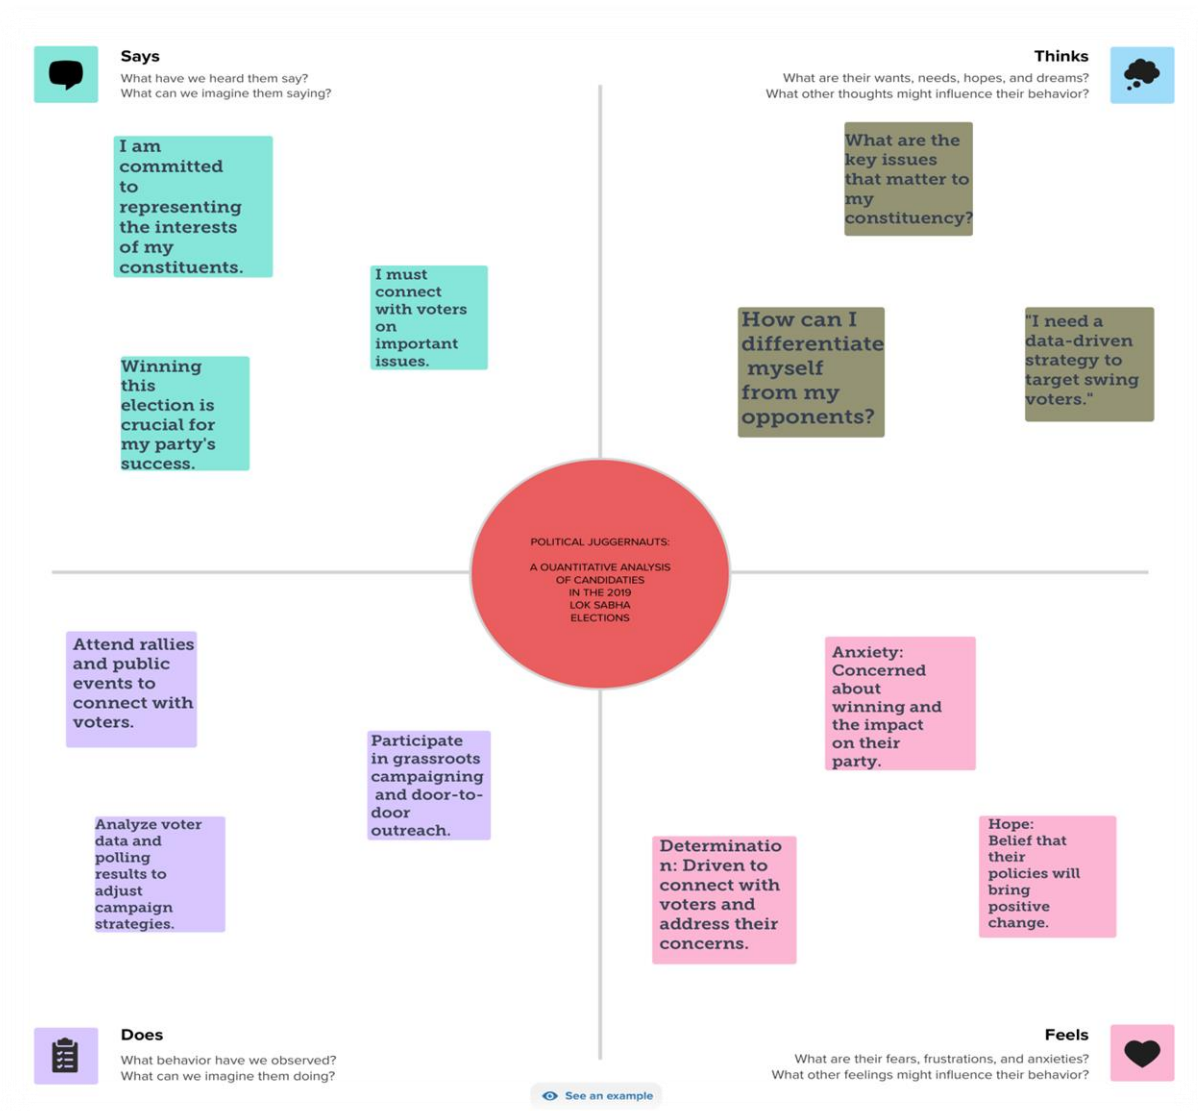 Says
What have we heard them say?
What can we imagine them saying?
I am
committed
to
representing
the interests
of my
constituents.
I must
connect
with voters
on
important
issues.
Winning
this
election is
crucial for
my party's
success.
Thinks
What are their wants, needs, hopes, and dreams?
What other thoughts might influence their behavior?
What are the
key issues
that matter to
my
constituency?
How can I
differentiate
myself
from my
opponents?
"I need a
data-driven
strategy to
target swing
voters."
POLITICAL JUGGERNAUTS:
A QUANTITATIVE ANALYSIS
OF CANDIDATIES
IN THE 2019
LOK SABHA
ELECTIONS
Attend rallies
and public
events to
connect with
voters.
Participate
in grassroots
campaigning
and door-to-
door
outreach.
Analyze voter
data and
polling
results to
adjust
campaign
strategies.
Does
What behavior have we observed?
What can we imagine them doing?
Anxiety:
Concerned
about
winning and
the impact
on their
party.
Determinatio
n: Driven to
connect with
voters and
address their
concerns.
Hope:
Belief that
their
policies will
bring
positive
change.
Feels
What are their fears, frustrations, and anxieties?
What other feelings might influence their behavior?
See an example